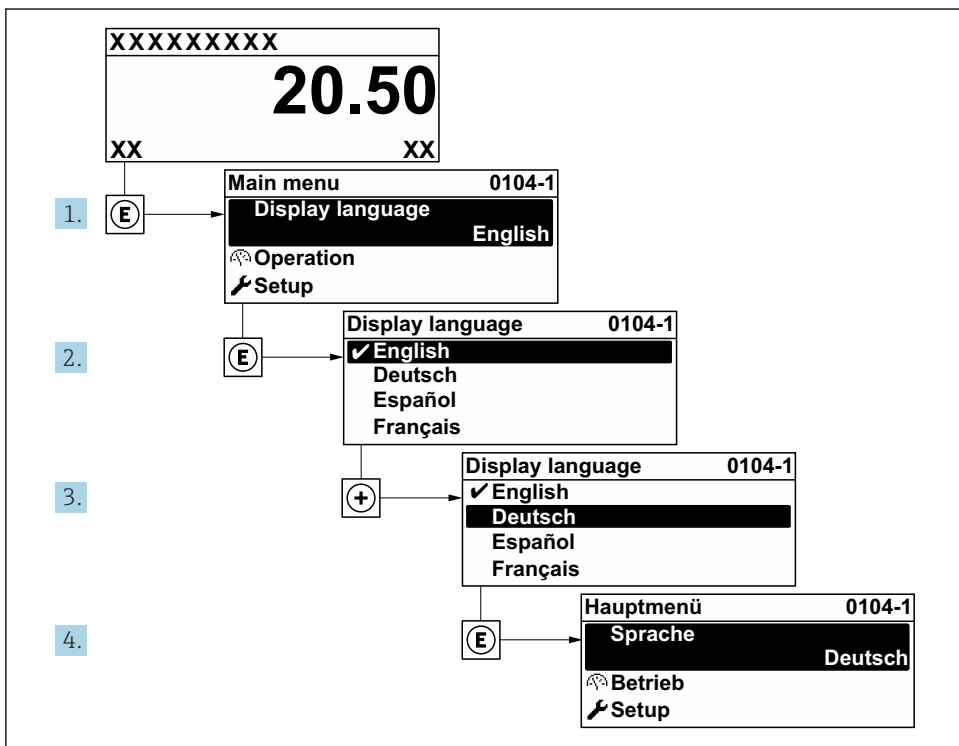 XXXXXXXXX
20.50
XX XX
1. E
Main menu 0104-1
Display language
English
Operation
Setup
2. E
Display language 0104-1
✔English
Deutsch
Español
Français
3. +
Display language 0104-1
✔English
Deutsch
Español
Français
4. E
Hauptmenü 0104-1
Sprache
Deutsch
Betrieb
Setup